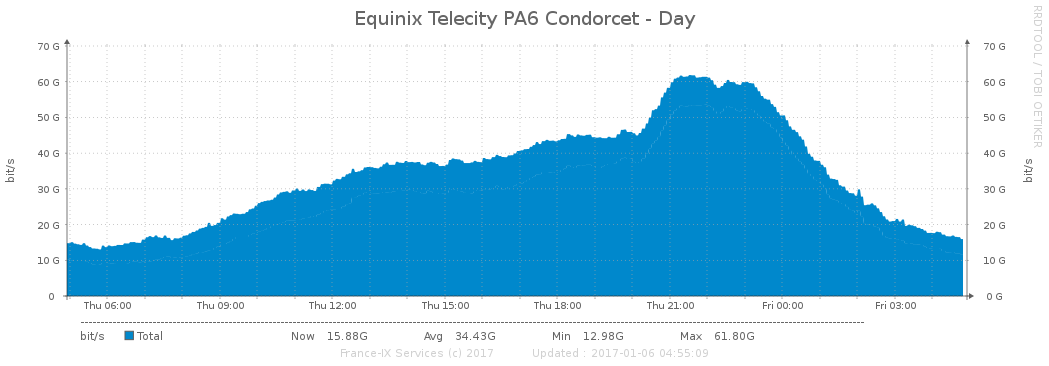 Equinix Telecity PA6 Condorcet - Day
RRDTOOL / TOBI OETIKER
70 G 70 G
60 G 60 G
50 G 50 G
40 G 40 G
30 G 30 G
20 G 20 G
10 G 10 G
0 0 G
bit/s
bit/s
Thu 06:00 Thu 09:00 Thu 12:00 Thu 15:00 Thu 18:00 Thu 21:00 Fri 00:00 Fri 03:00
bit/s Total Now 15.88G Avg 34.43G Min 12.98G Max 61.80G
France-IX Services (c) 2017 Updated : 2017-01-06 04:55:09